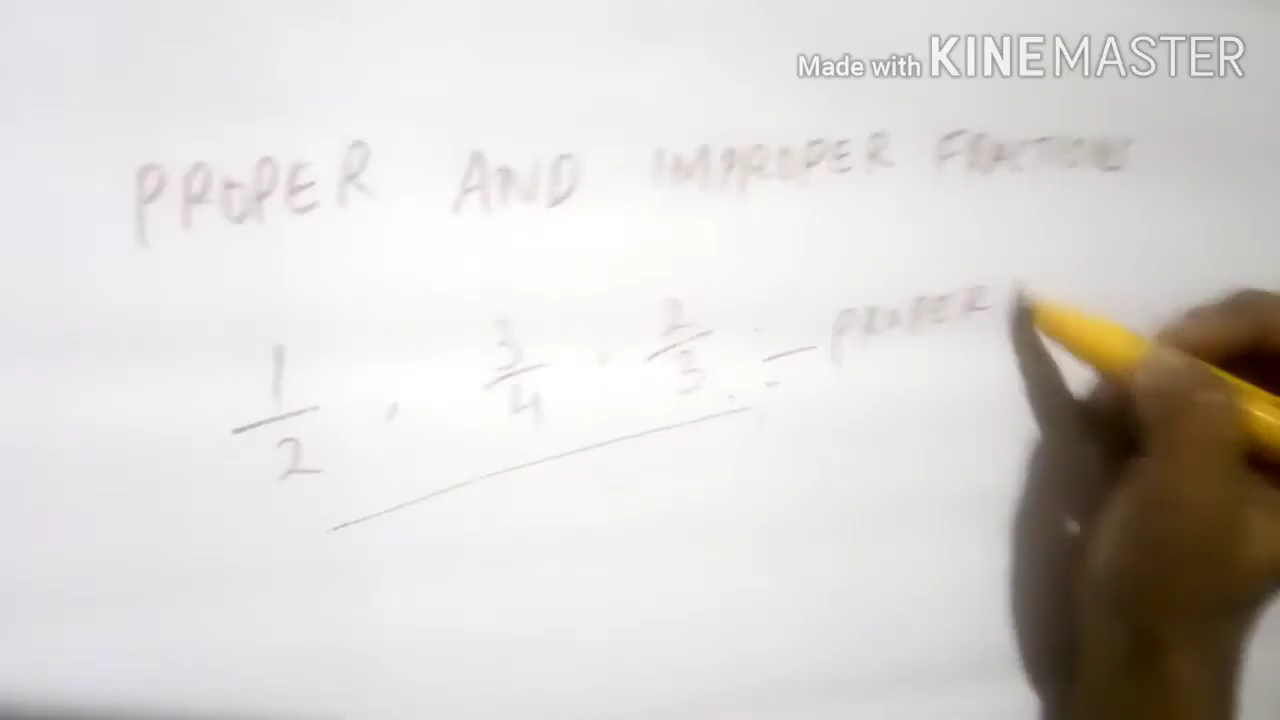 Made with KINEMASTER
PROPER AND IMPROPER FRACTIONS
1/2 , 3/4 , 2/3 :- PROPER